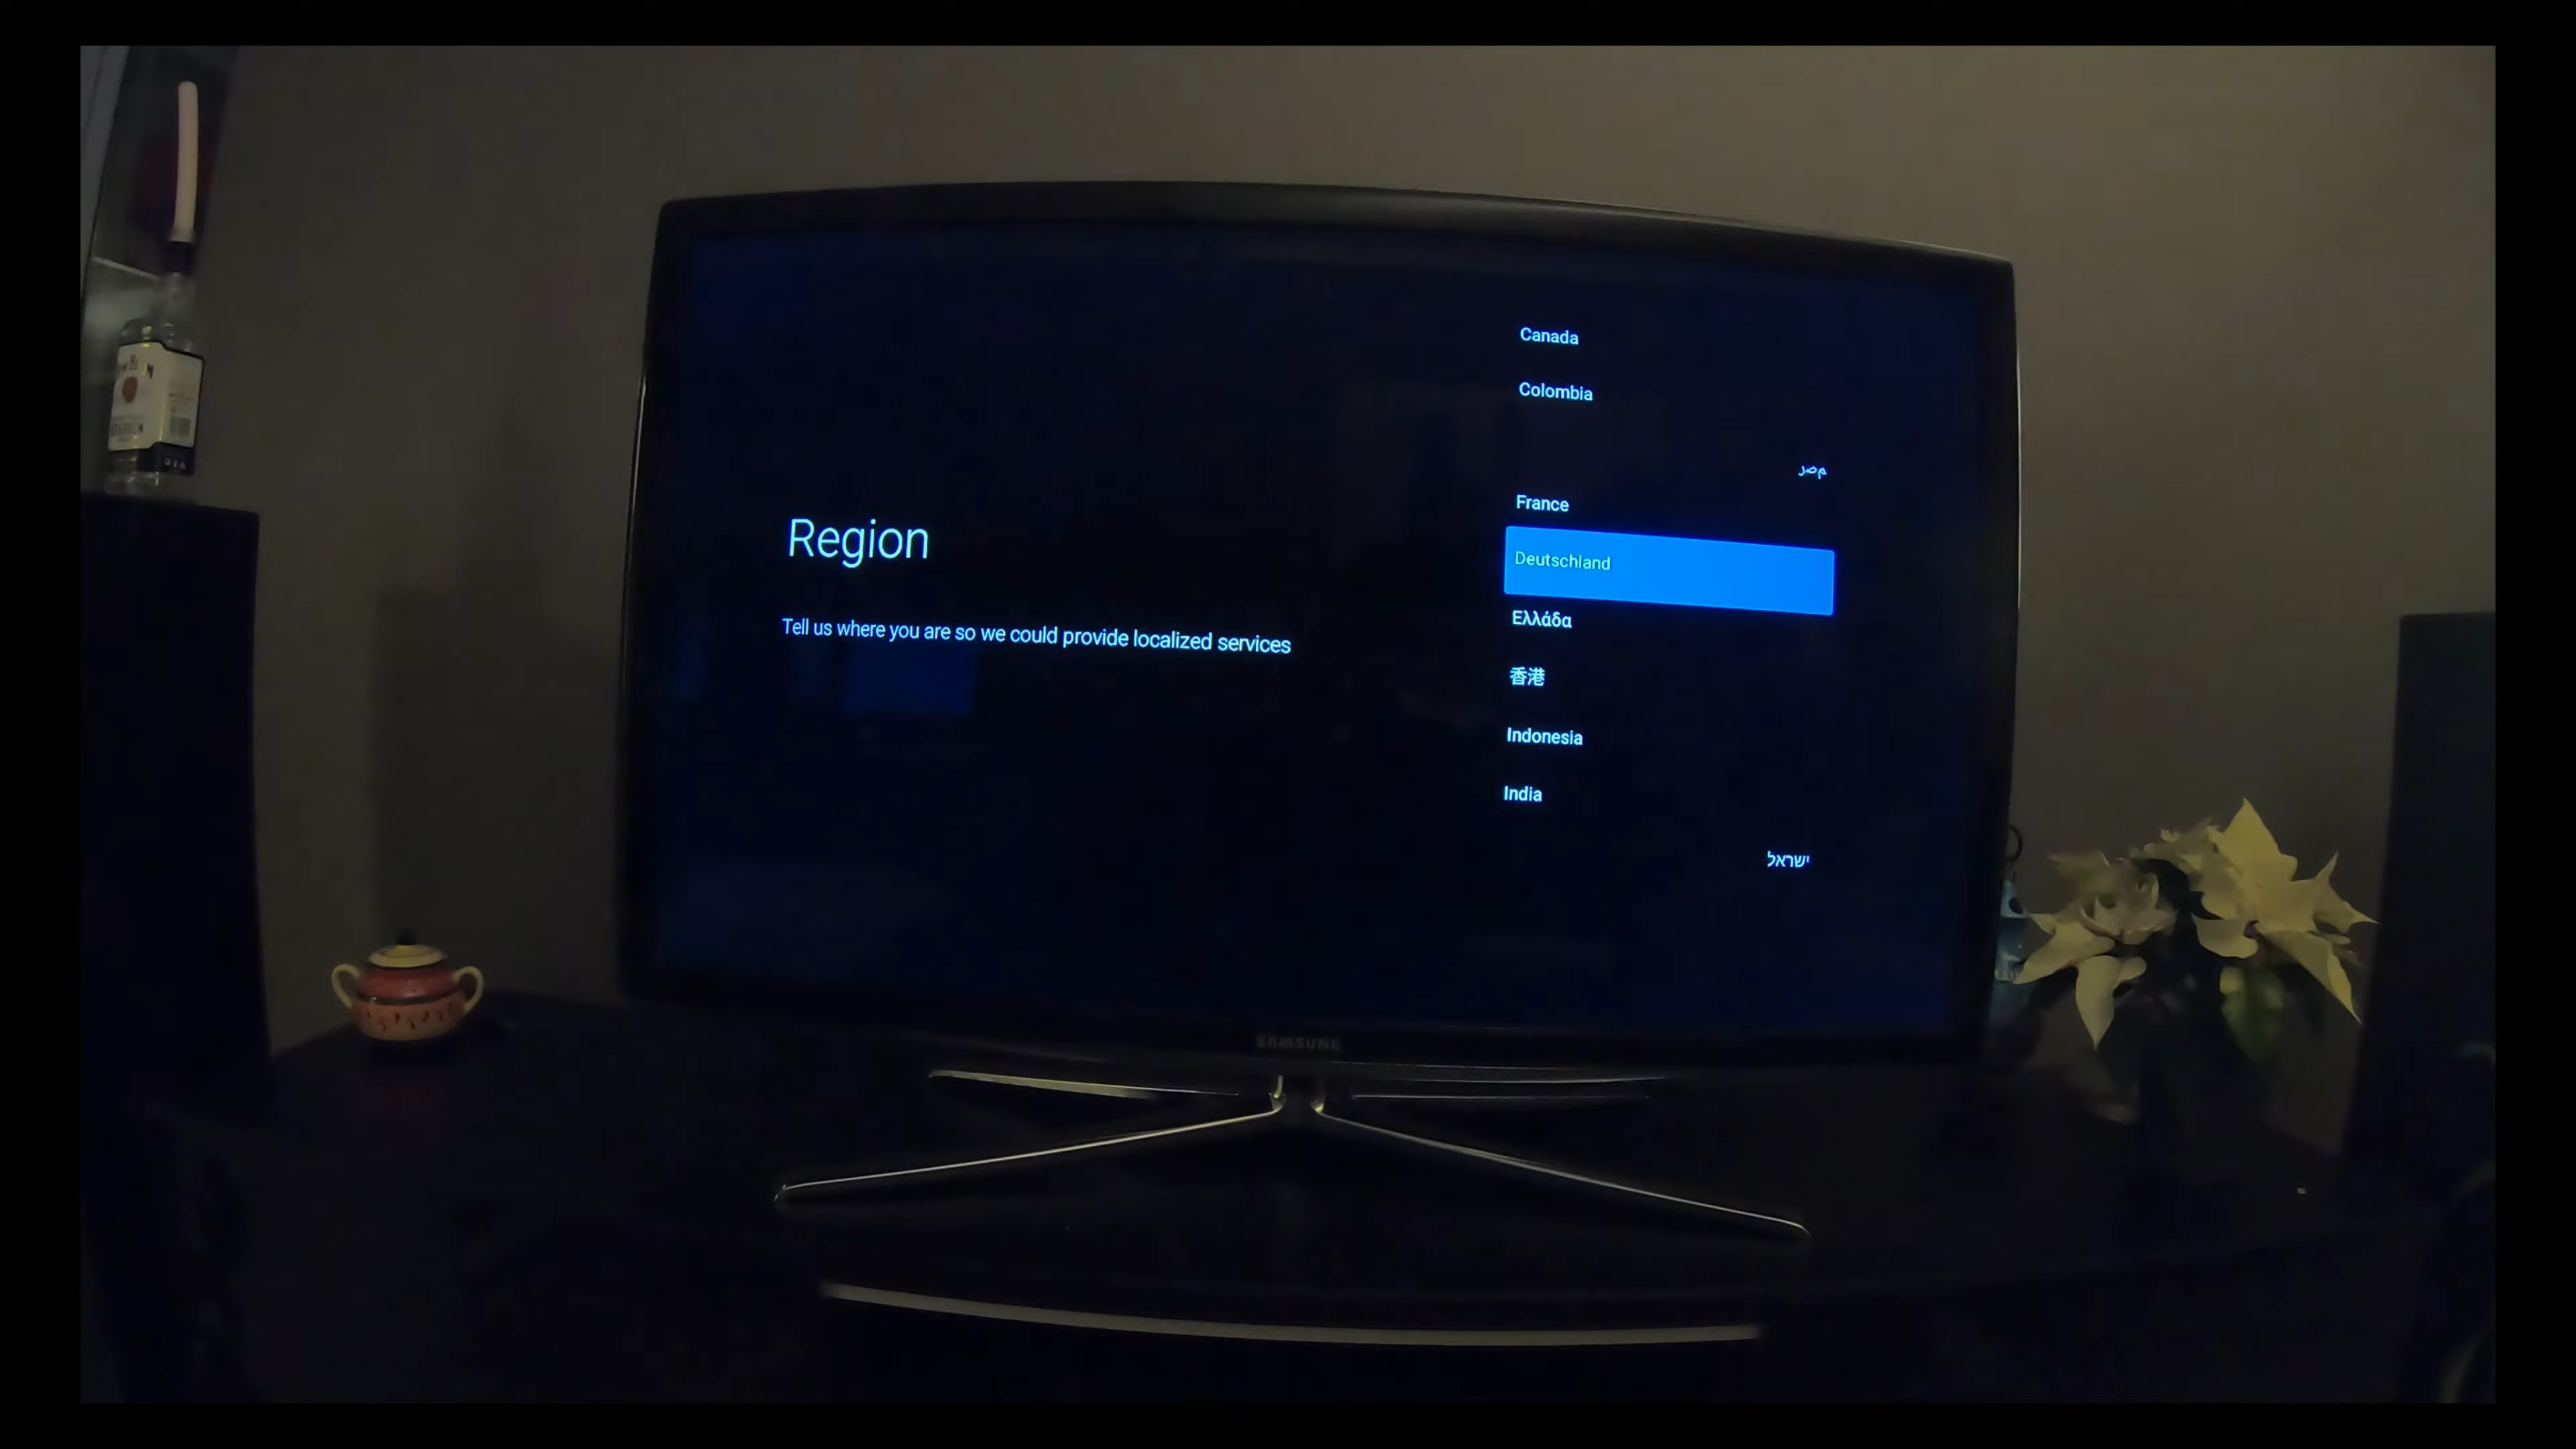 Region
Tell us where you are so we could provide localized services
Canada
Colombia
مصر
France
Deutschland
Ελλάδα
香港
Indonesia
India
ישראל
SAMSUNG